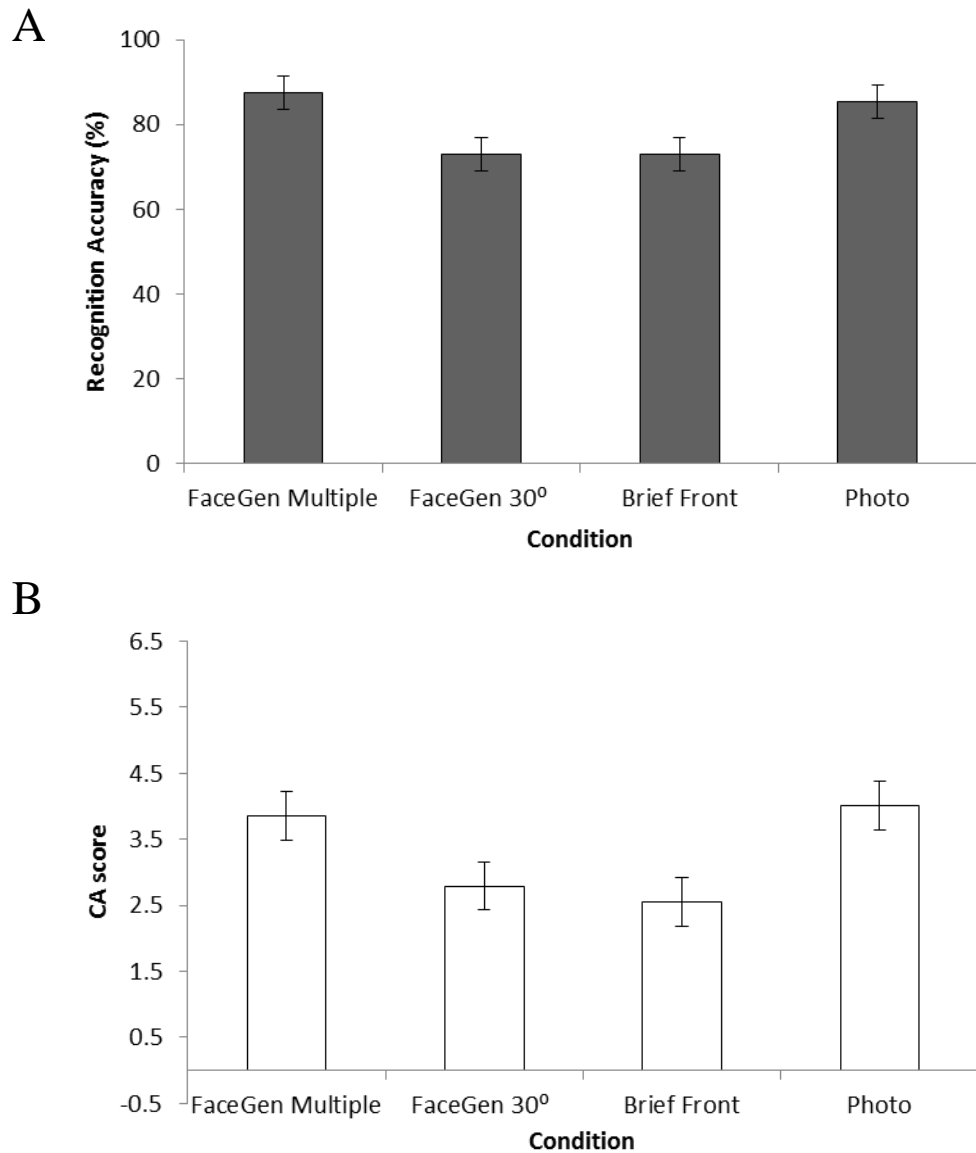 A
100
80
60
40
20
0
Recognition Accuracy (%)
FaceGen Multiple FaceGen 30⁰ Brief Front Photo
Condition
B
6.5
5.5
4.5
3.5
2.5
1.5
0.5
-0.5
CA score
FaceGen Multiple FaceGen 30⁰ Brief Front Photo
Condition